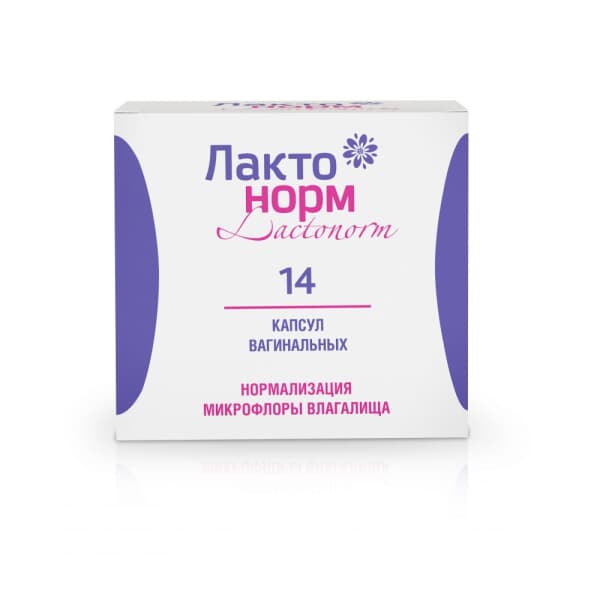 Лакто
норм
Lactonorm
14
КАПСУЛ
ВАГИНАЛЬНЫХ
НОРМАЛИЗАЦИЯ
МИКРОФЛОРЫ ВЛАГАЛИЩА